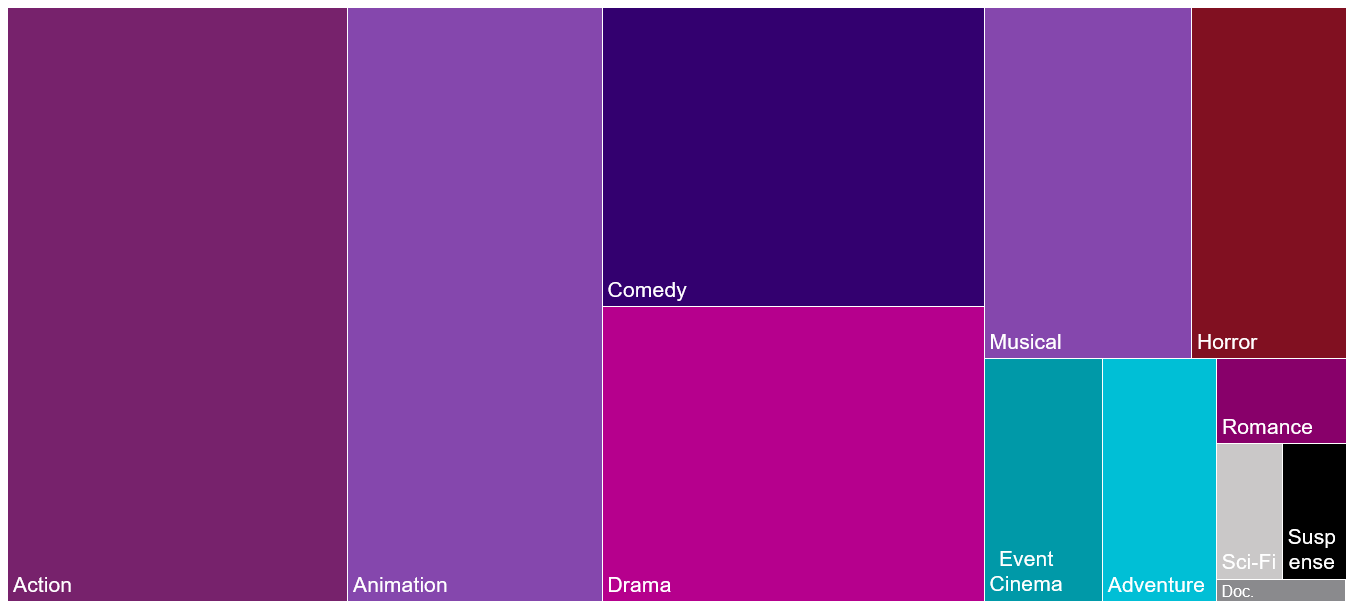 Action
Animation
Comedy
Drama
Musical
Horror
Event
Cinema
Adventure
Romance
Sci-Fi
Susp
ense
Doc.